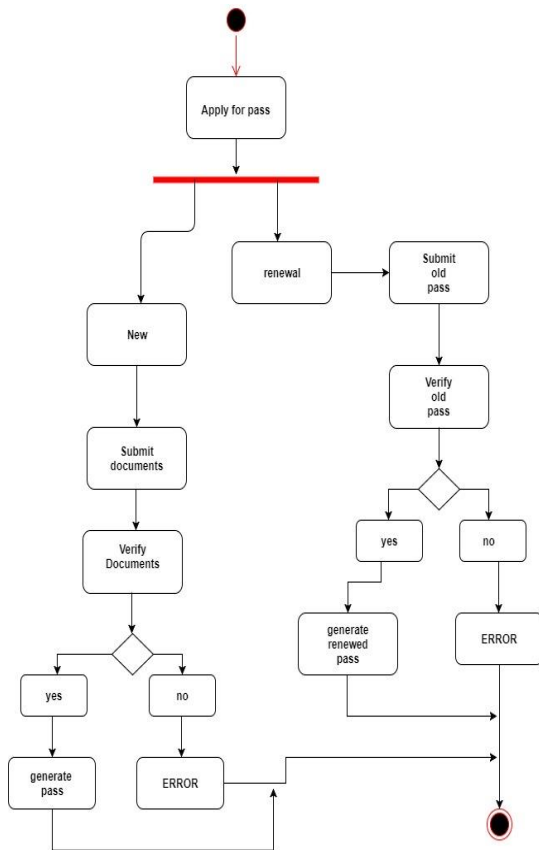 Apply for pass
renewal
Submit
old
pass
New
Verify
old
pass
Submit
documents
Verify
Documents
yes
no
generate
renewed
pass
ERROR
yes
no
generate
pass
ERROR